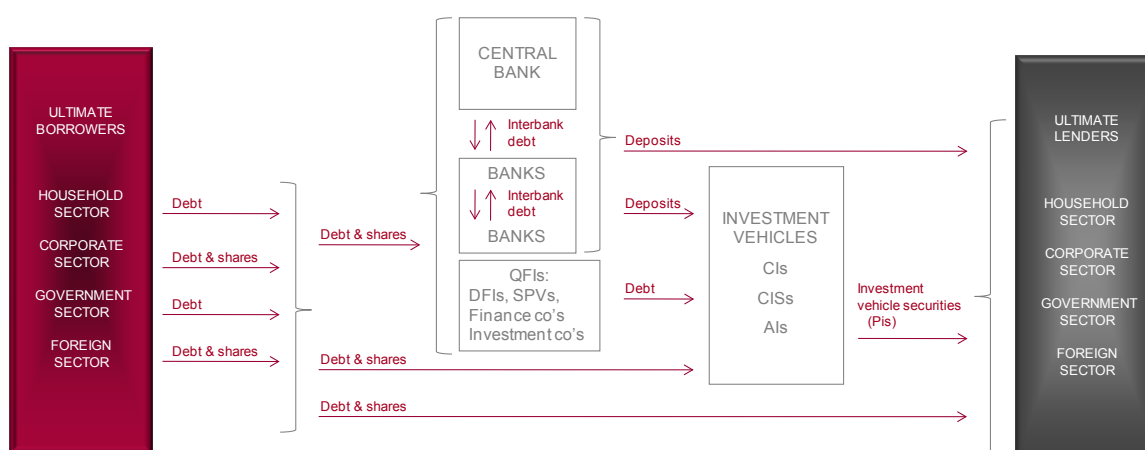 ULTIMATE
BORROWERS
HOUSEHOLD
SECTOR
CORPORATE
SECTOR
GOVERNMENT
SECTOR
FOREIGN
SECTOR
Debt
Debt & shares
Debt
Debt & shares
Debt & shares
Debt & shares
Debt & shares
CENTRAL
BANK
Interbank
debt
BANKS
Interbank
debt
BANKS
QFIs:
DFIs, SPVs,
Finance co's
Investment co's
Deposits
Deposits
Debt
INVESTMENT
VEHICLES
CIs
CISs
AIs
Investment
vehicle securities
(PIs)
ULTIMATE
LENDERS
HOUSEHOLD
SECTOR
CORPORATE
SECTOR
GOVERNMENT
SECTOR
FOREIGN
SECTOR